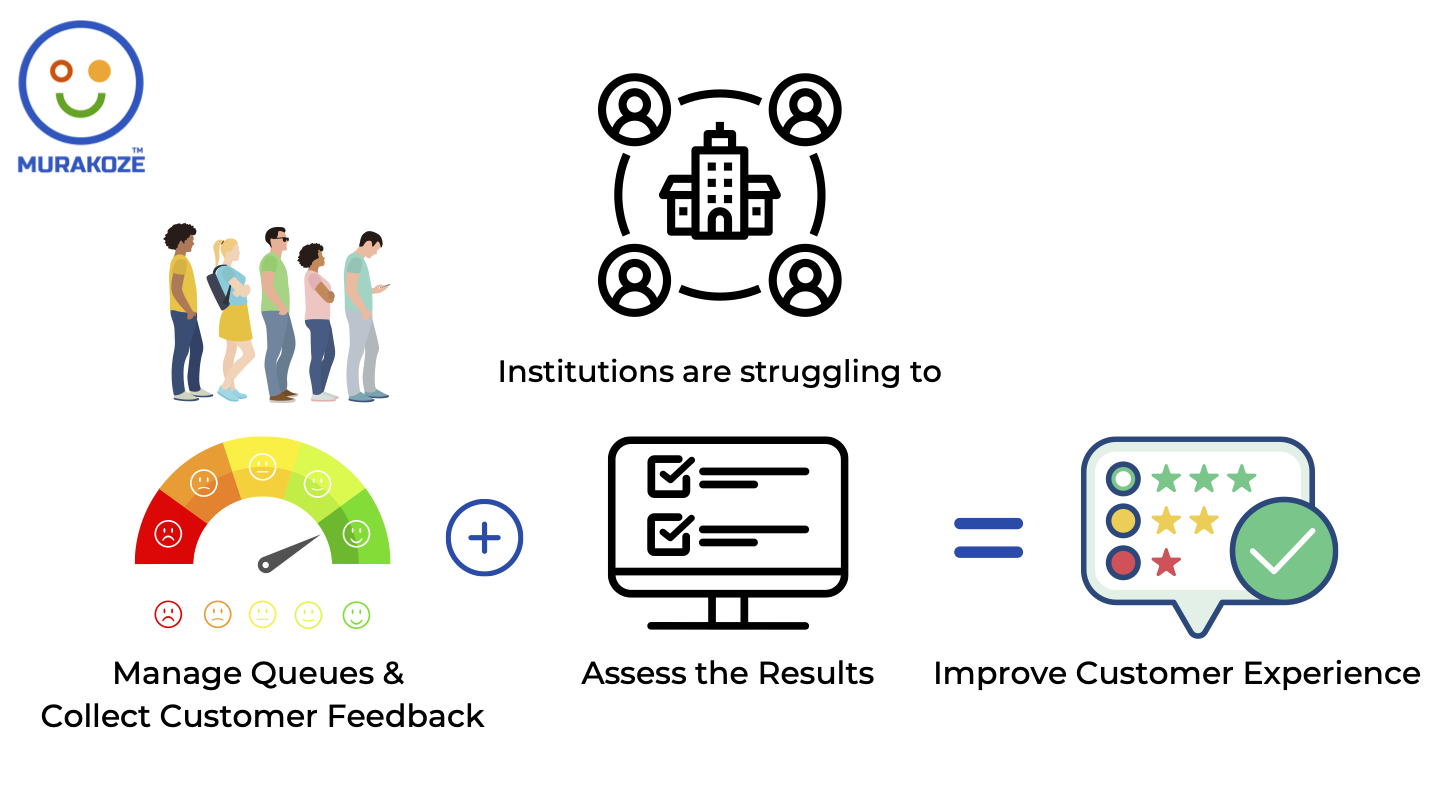 MURAKOZE™
Institutions are struggling to
Manage Queues &
Collect Customer Feedback
Assess the Results
Improve Customer Experience